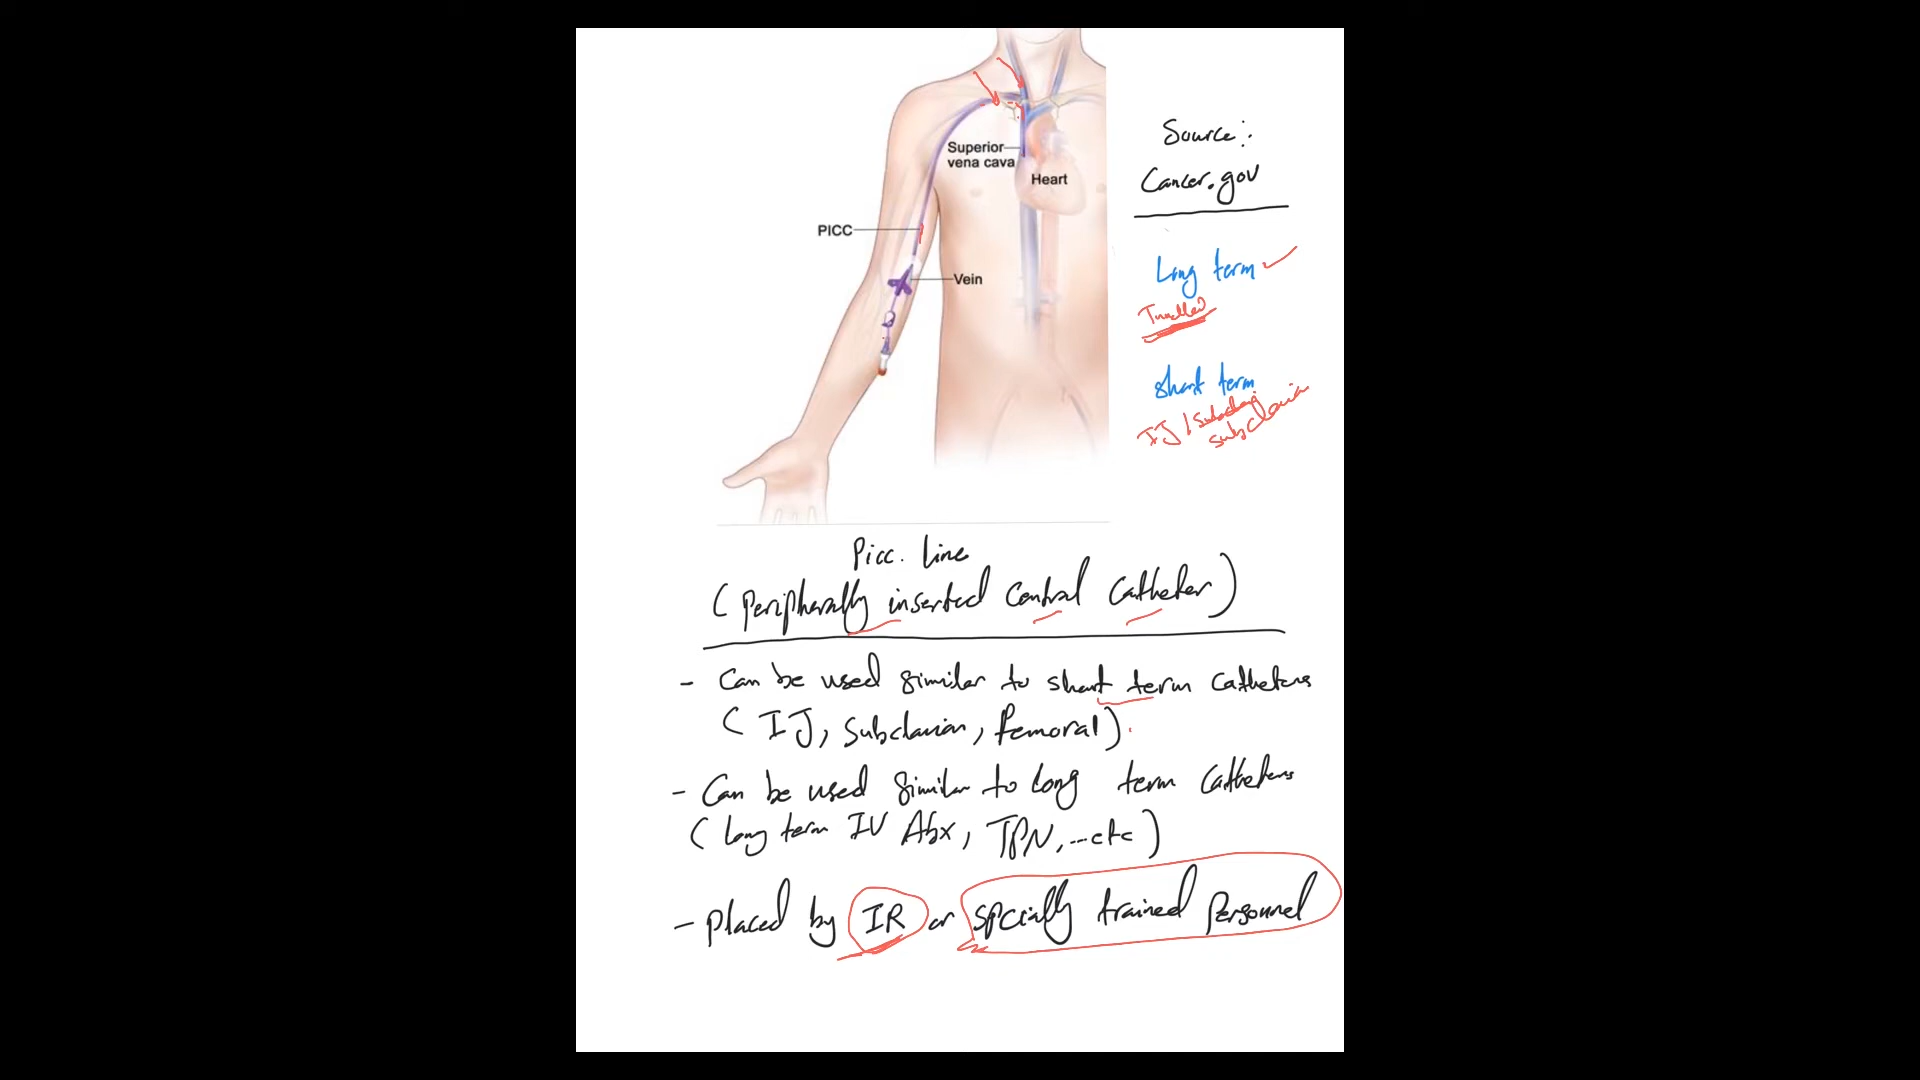 Superior
vena cava
Heart
PICC
Vein
Source:
Cancer.gov
Long term
Tunelled
Short term
IJ /
subclavian
Picc. line
(Peripherally inserted Central Catheter)
- Can be used similar to short term Catheters
(IJ, Subclavian, femoral).
- Can be used similar to long term Catheters
(long term IV Abx, TPN, ...etc)
- placed by IR or specially trained personnel